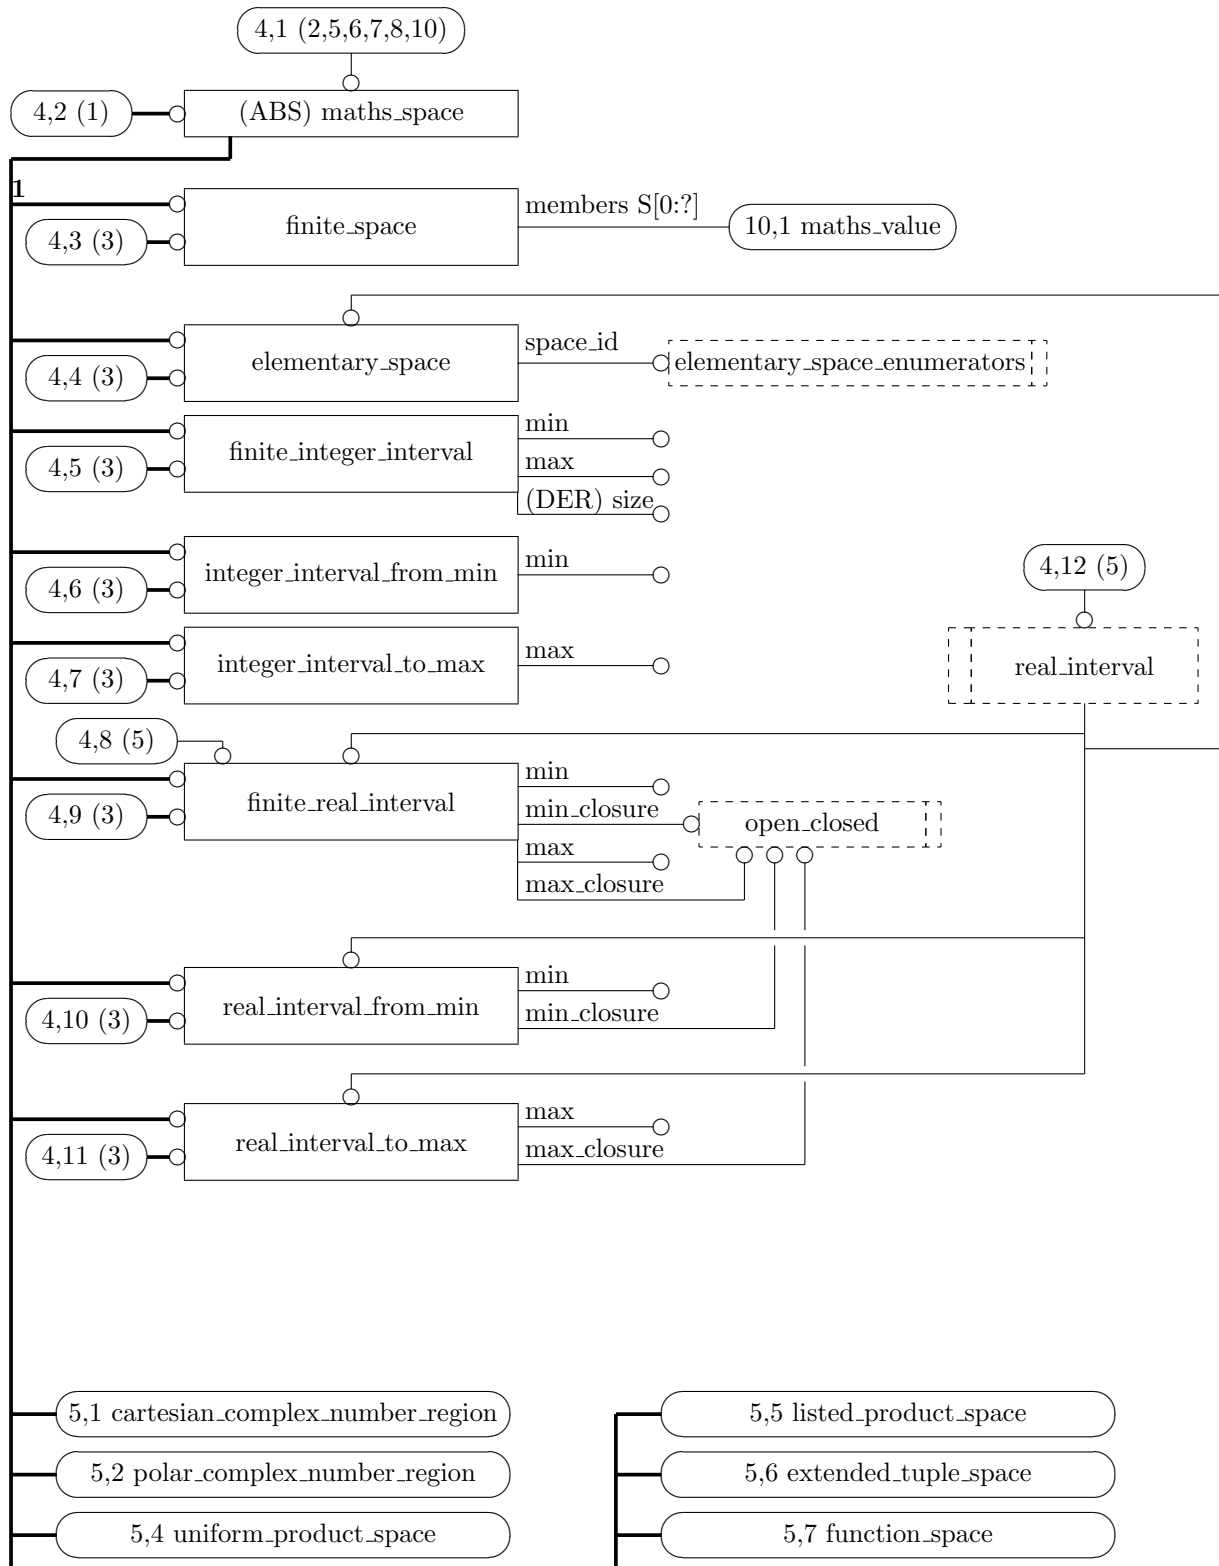 4,1 (2,5,6,7,8,10)
4,2 (1)
(ABS) maths_space
1
finite_space
members S[0:?]
10,1 maths_value
4,3 (3)
elementary_space
space_id
elementary_space_enumerators
4,4 (3)
finite_integer_interval
min
max
(DER) size
4,5 (3)
integer_interval_from_min
min
4,6 (3)
4,12 (5)
integer_interval_to_max
max
4,7 (3)
real_interval
4,8 (5)
finite_real_interval
min
min_closure
max
max_closure
open_closed
4,9 (3)
real_interval_from_min
min
min_closure
4,10 (3)
real_interval_to_max
max
max_closure
4,11 (3)
5,1 cartesian_complex_number_region
5,5 listed_product_space
5,2 polar_complex_number_region
5,6 extended_tuple_space
5,4 uniform_product_space
5,7 function_space